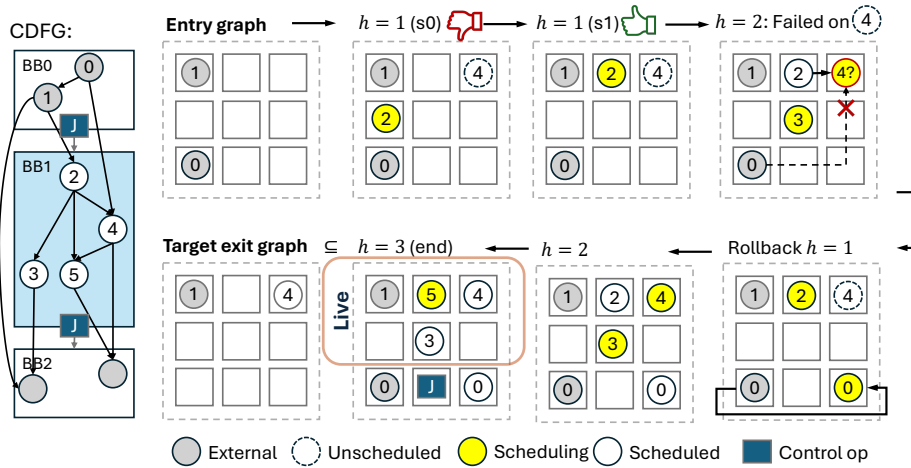 CDFG:
BB0
0
1
J
BB1
2
4
3
5
J
BB2
Entry graph
1
0
h = 1 (s0)
1
4
2
0
h = 1 (s1)
1
2
4
0
h = 2: Failed on 4
1
2
4?
3
0
Target exit graph
1
4
⊆
h = 3 (end)
Live
1
5
4
3
0
J
0
h = 2
1
2
4
3
0
0
Rollback h = 1
1
2
4
0
0
External
Unscheduled
Scheduling
Scheduled
Control op